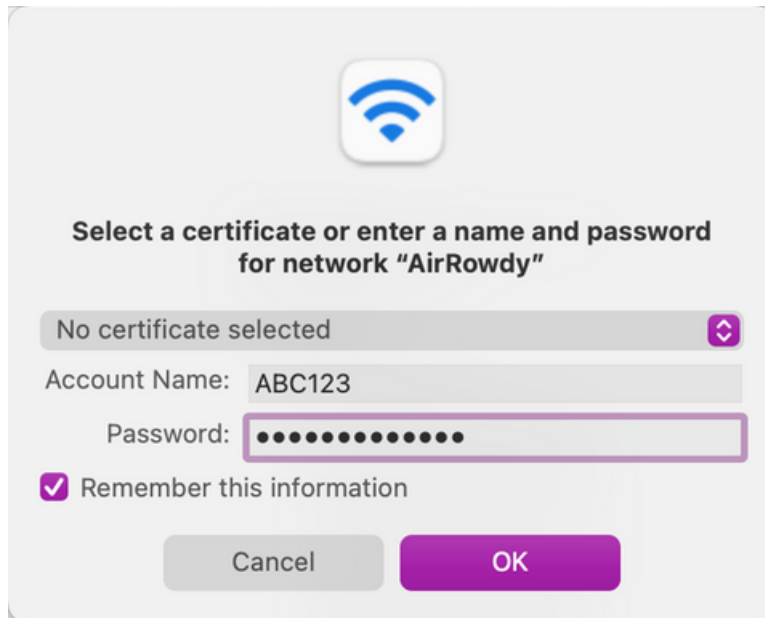 Select a certificate or enter a name and password
for network “AirRowdy”
No certificate selected
Account Name: ABC123
Password: •••••••••••••
Remember this information
Cancel OK